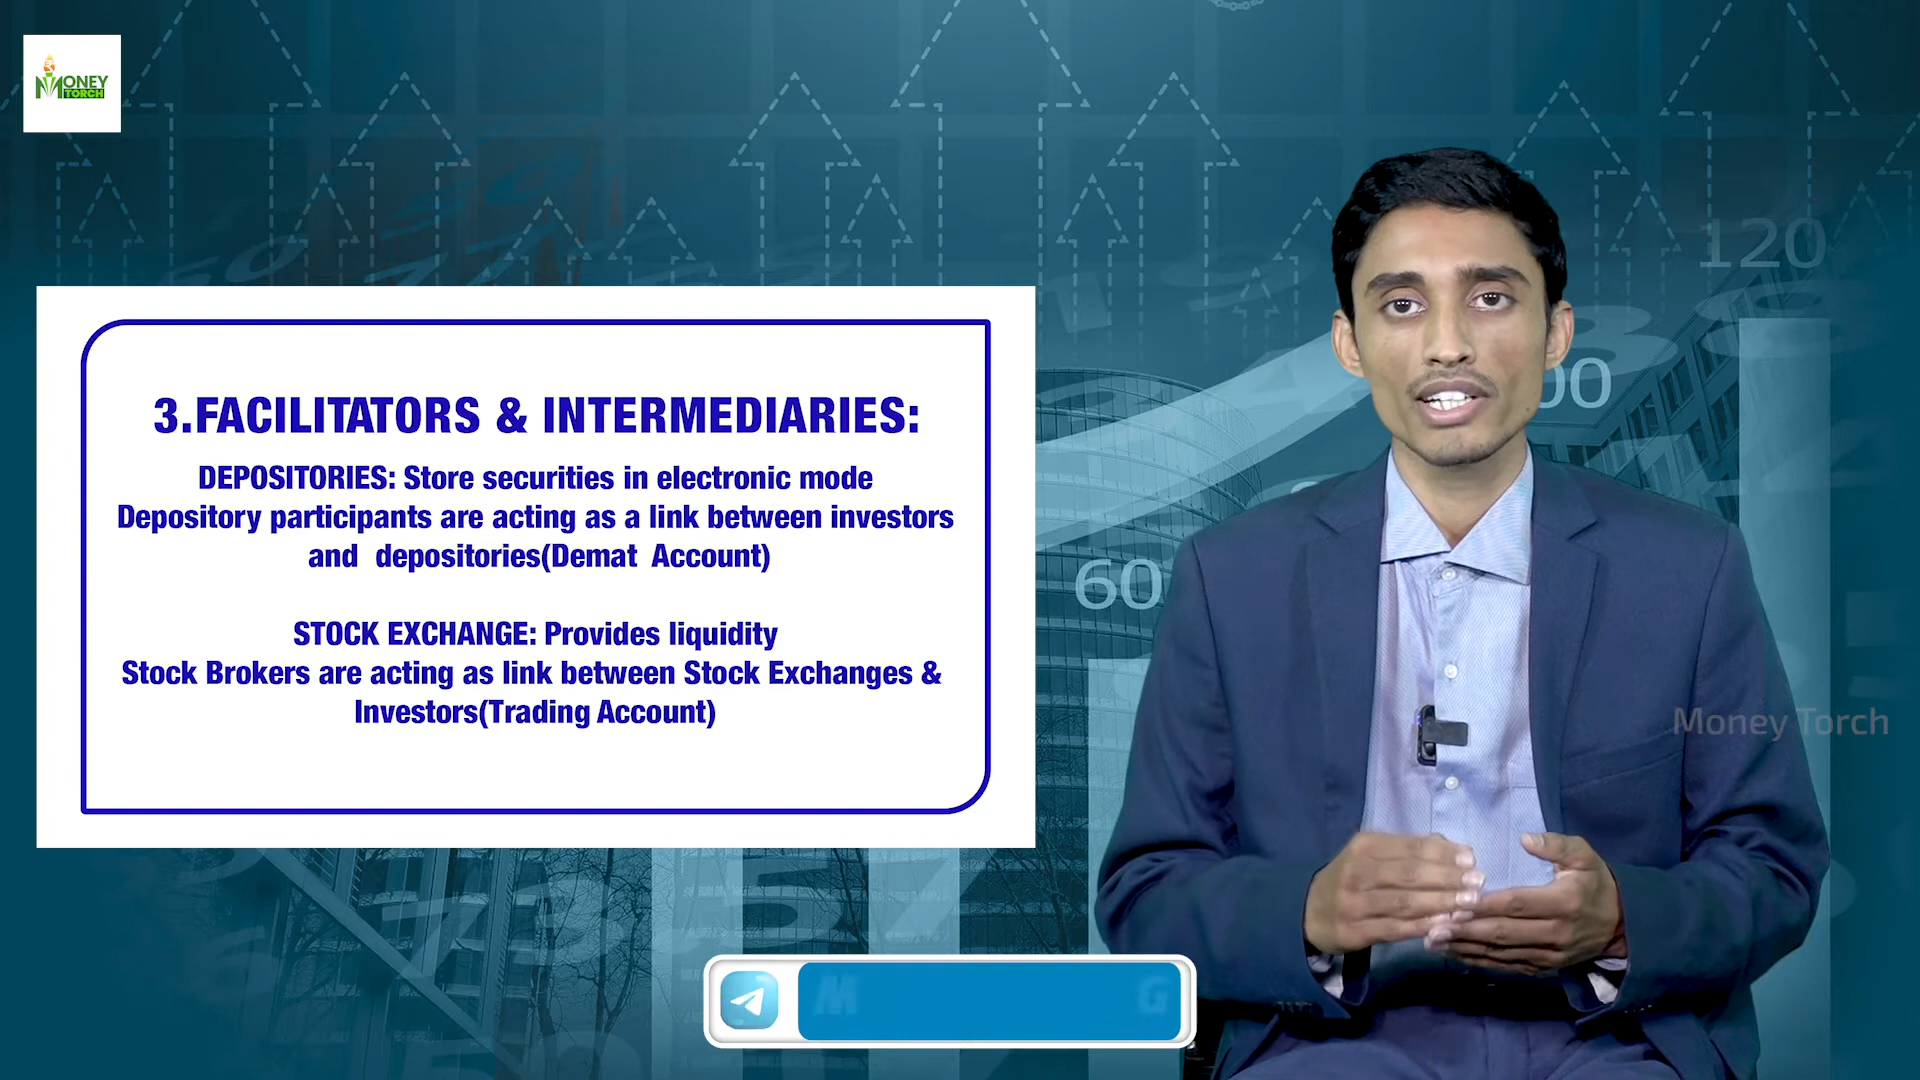 MONEY
TORCH
120
3.FACILITATORS & INTERMEDIARIES:
DEPOSITORIES: Store securities in electronic mode
Depository participants are acting as a link between investors
and depositories(Demat Account)
STOCK EXCHANGE: Provides liquidity
Stock Brokers are acting as link between Stock Exchanges &
Investors(Trading Account)
60
Money Torch
M G